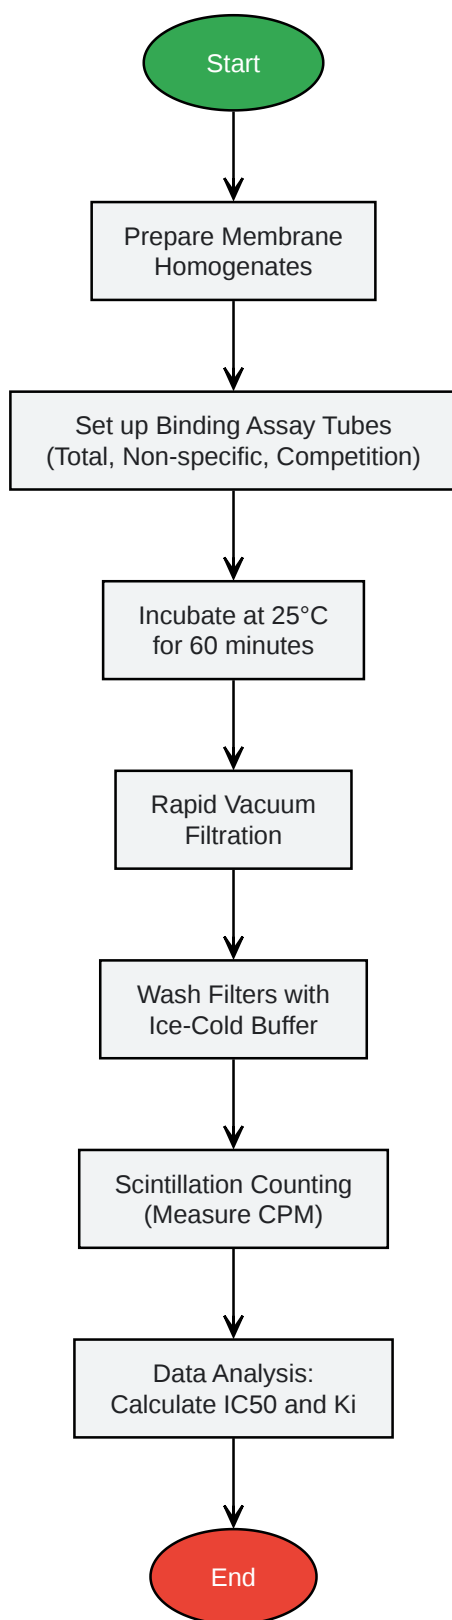 Start
Prepare Membrane
Homogenates
Set up Binding Assay Tubes
(Total, Non-specific, Competition)
Incubate at 25°C
for 60 minutes
Rapid Vacuum
Filtration
Wash Filters with
Ice-Cold Buffer
Scintillation Counting
(Measure CPM)
Data Analysis:
Calculate IC50 and Ki
End